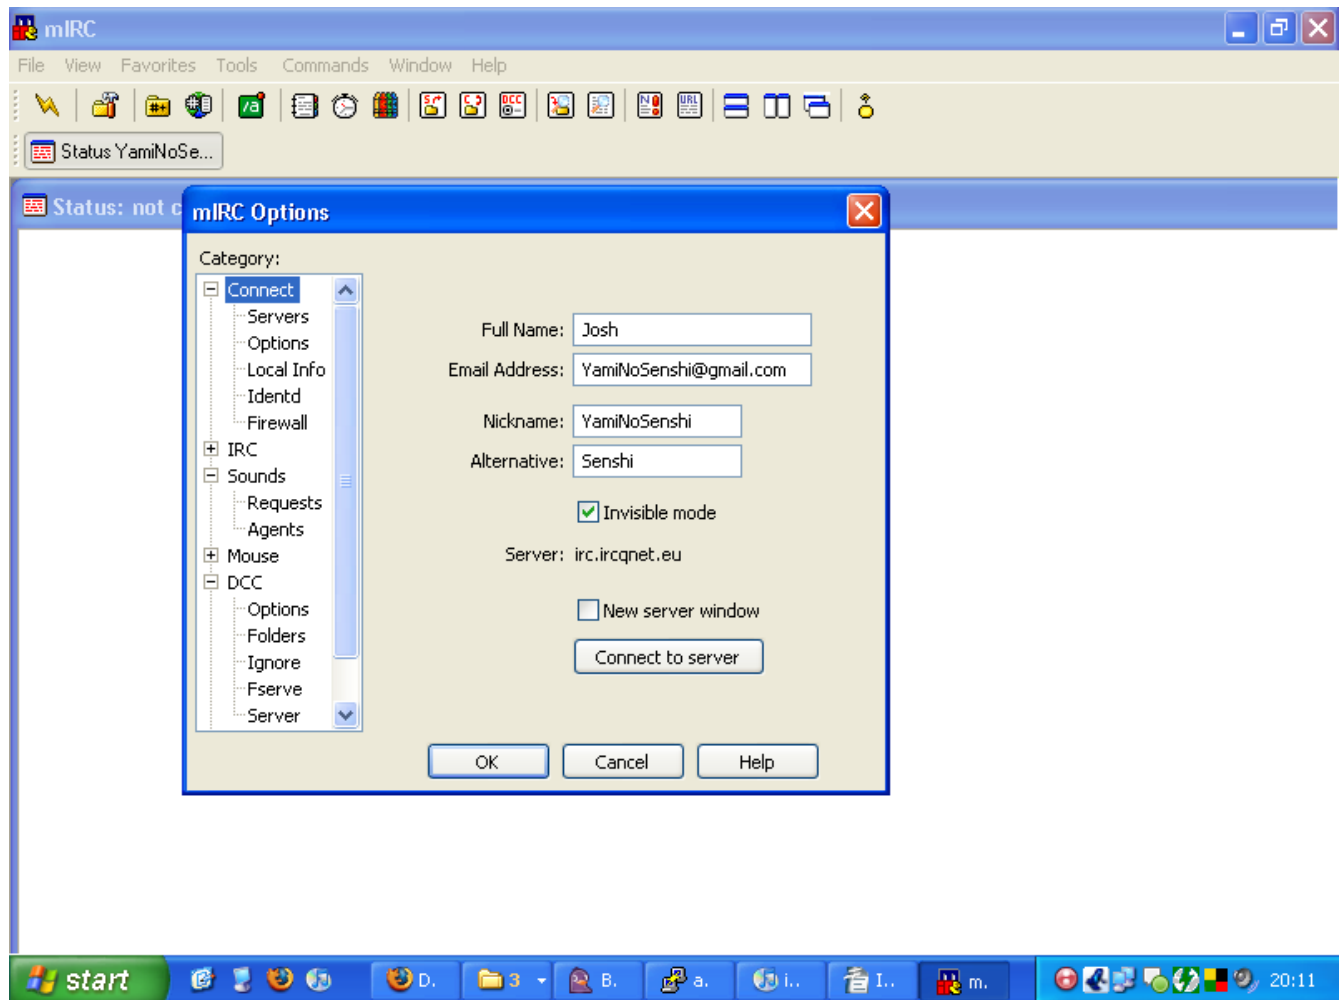 mIRC
File View Favorites Tools Commands Window Help
Status YamiNoSe...
Status: not c
mIRC Options
Category:
Connect
Servers
Options
Local Info
Identd
Firewall
IRC
Sounds
Requests
Agents
Mouse
DCC
Options
Folders
Ignore
Fserve
Server
Full Name: Josh
Email Address: YamiNoSenshi@gmail.com
Nickname: YamiNoSenshi
Alternative: Senshi
Invisible mode
Server: irc.ircqnet.eu
New server window
Connect to server
OK Cancel Help
start D. 3 B. a. i.. I.. m. 20:11